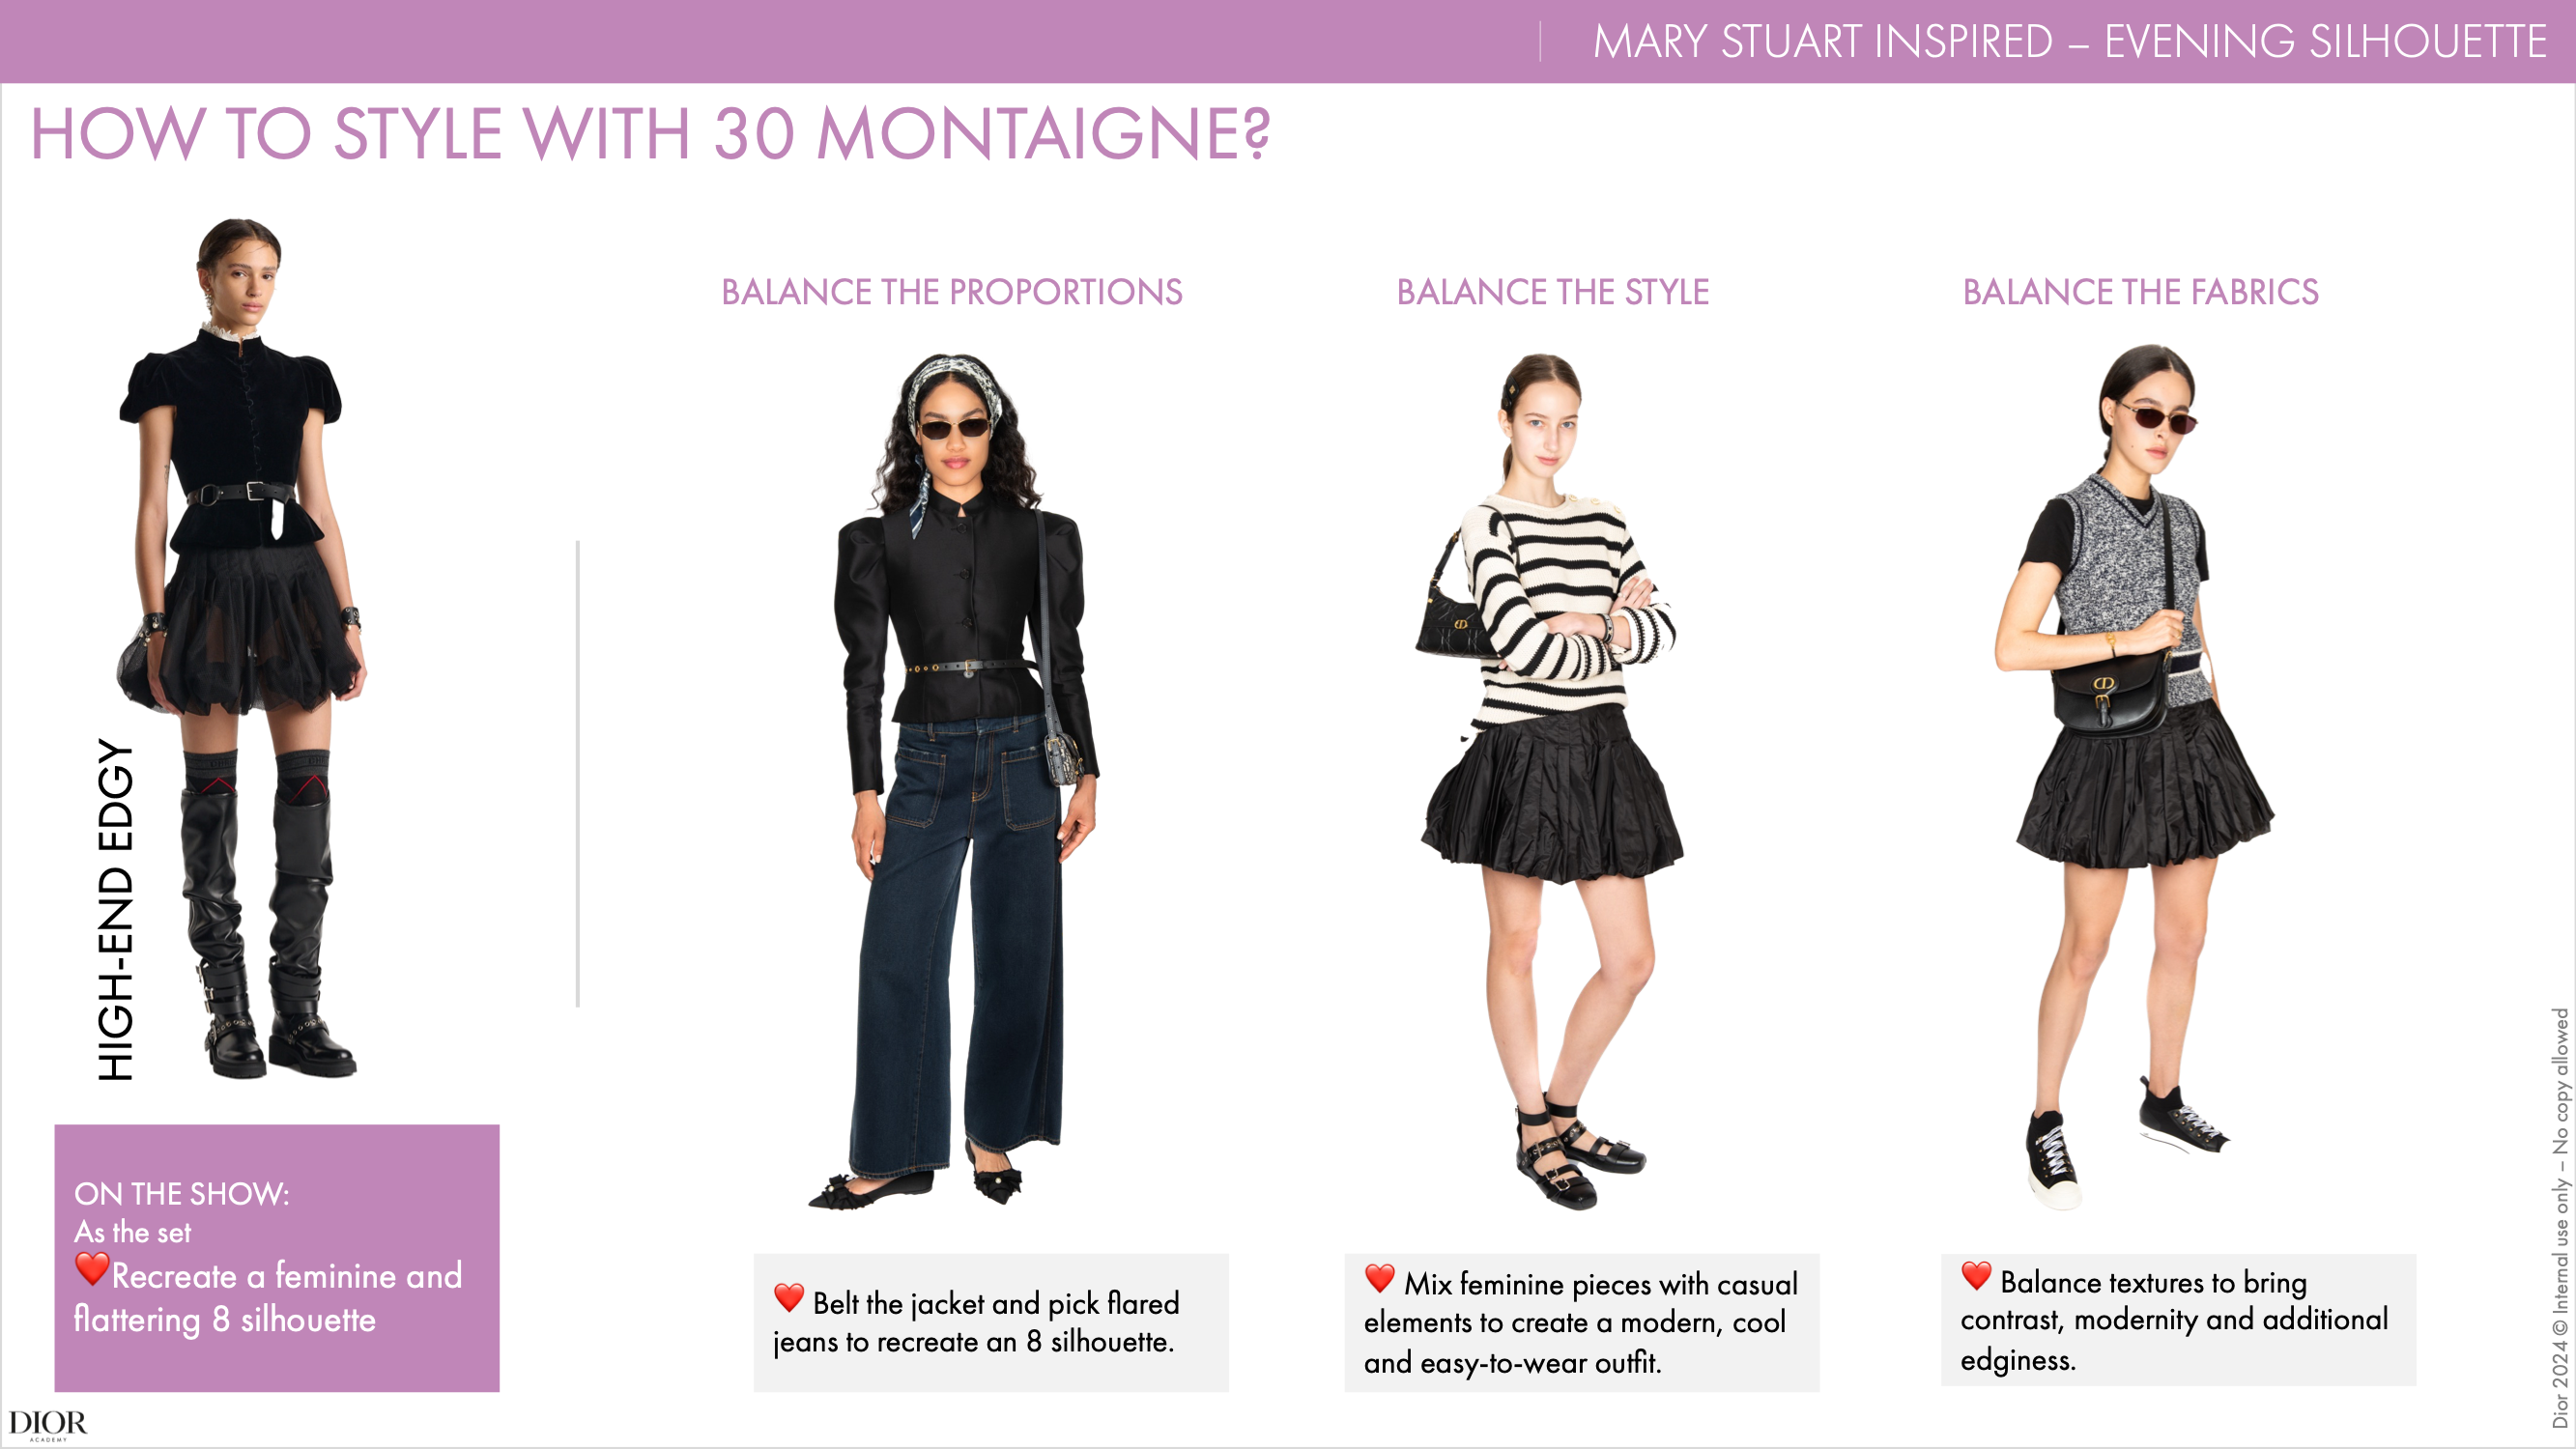 MARY STUART INSPIRED – EVENING SILHOUETTE
HOW TO STYLE WITH 30 MONTAIGNE?
HIGH-END EDGY
ON THE SHOW:
As the set
❤️Recreate a feminine and
flattering 8 silhouette
BALANCE THE PROPORTIONS
❤️ Belt the jacket and pick flared
jeans to recreate an 8 silhouette.
BALANCE THE STYLE
❤️ Mix feminine pieces with casual
elements to create a modern, cool
and easy-to-wear outfit.
BALANCE THE FABRICS
❤️ Balance textures to bring
contrast, modernity and additional
edginess.
DIOR
ACADEMY
Dior 2024 © Internal use only – No copy allowed